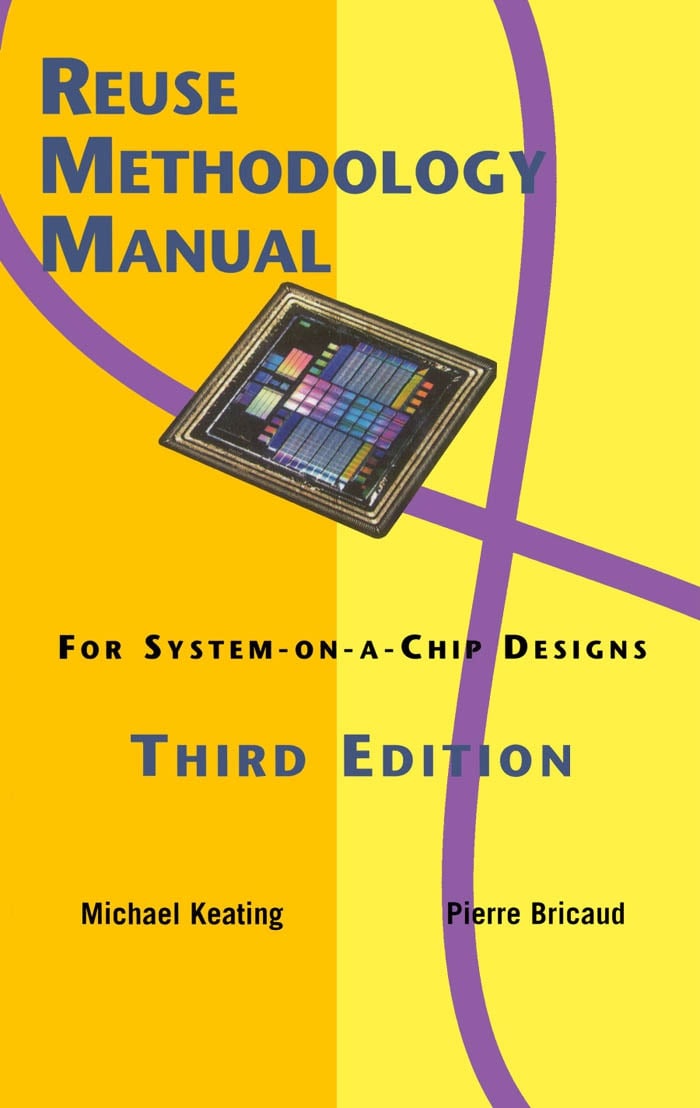 REUSE
METHODOLOGY
MANUAL
FOR SYSTEM-ON-A-CHIP DESIGNS
THIRD EDITION
Michael Keating Pierre Bricaud